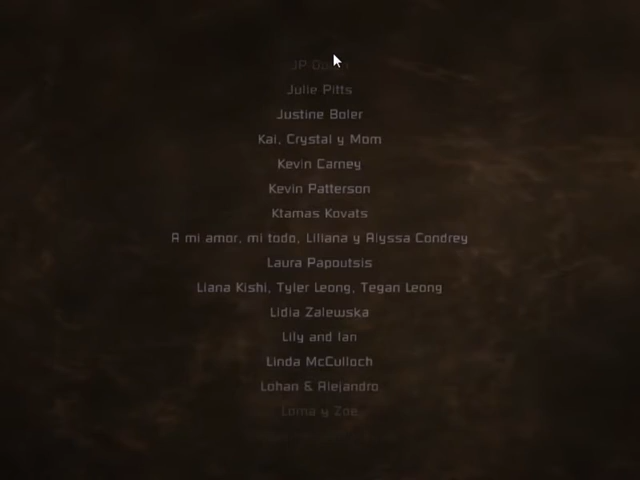 Julie Pitts
Justine Boler
Kai, Crystal y Mom
Kevin Carney
Kevin Patterson
Ktamas Kovats
A mi amor, mi todo, Liliana y Alyssa Condrey
Laura Papoutsis
Liana Kishi, Tyler Leong, Tegan Leong
Lidia Zalewska
Lily and Ian
Linda McCulloch
Lohan & Alejandro
y Zoe